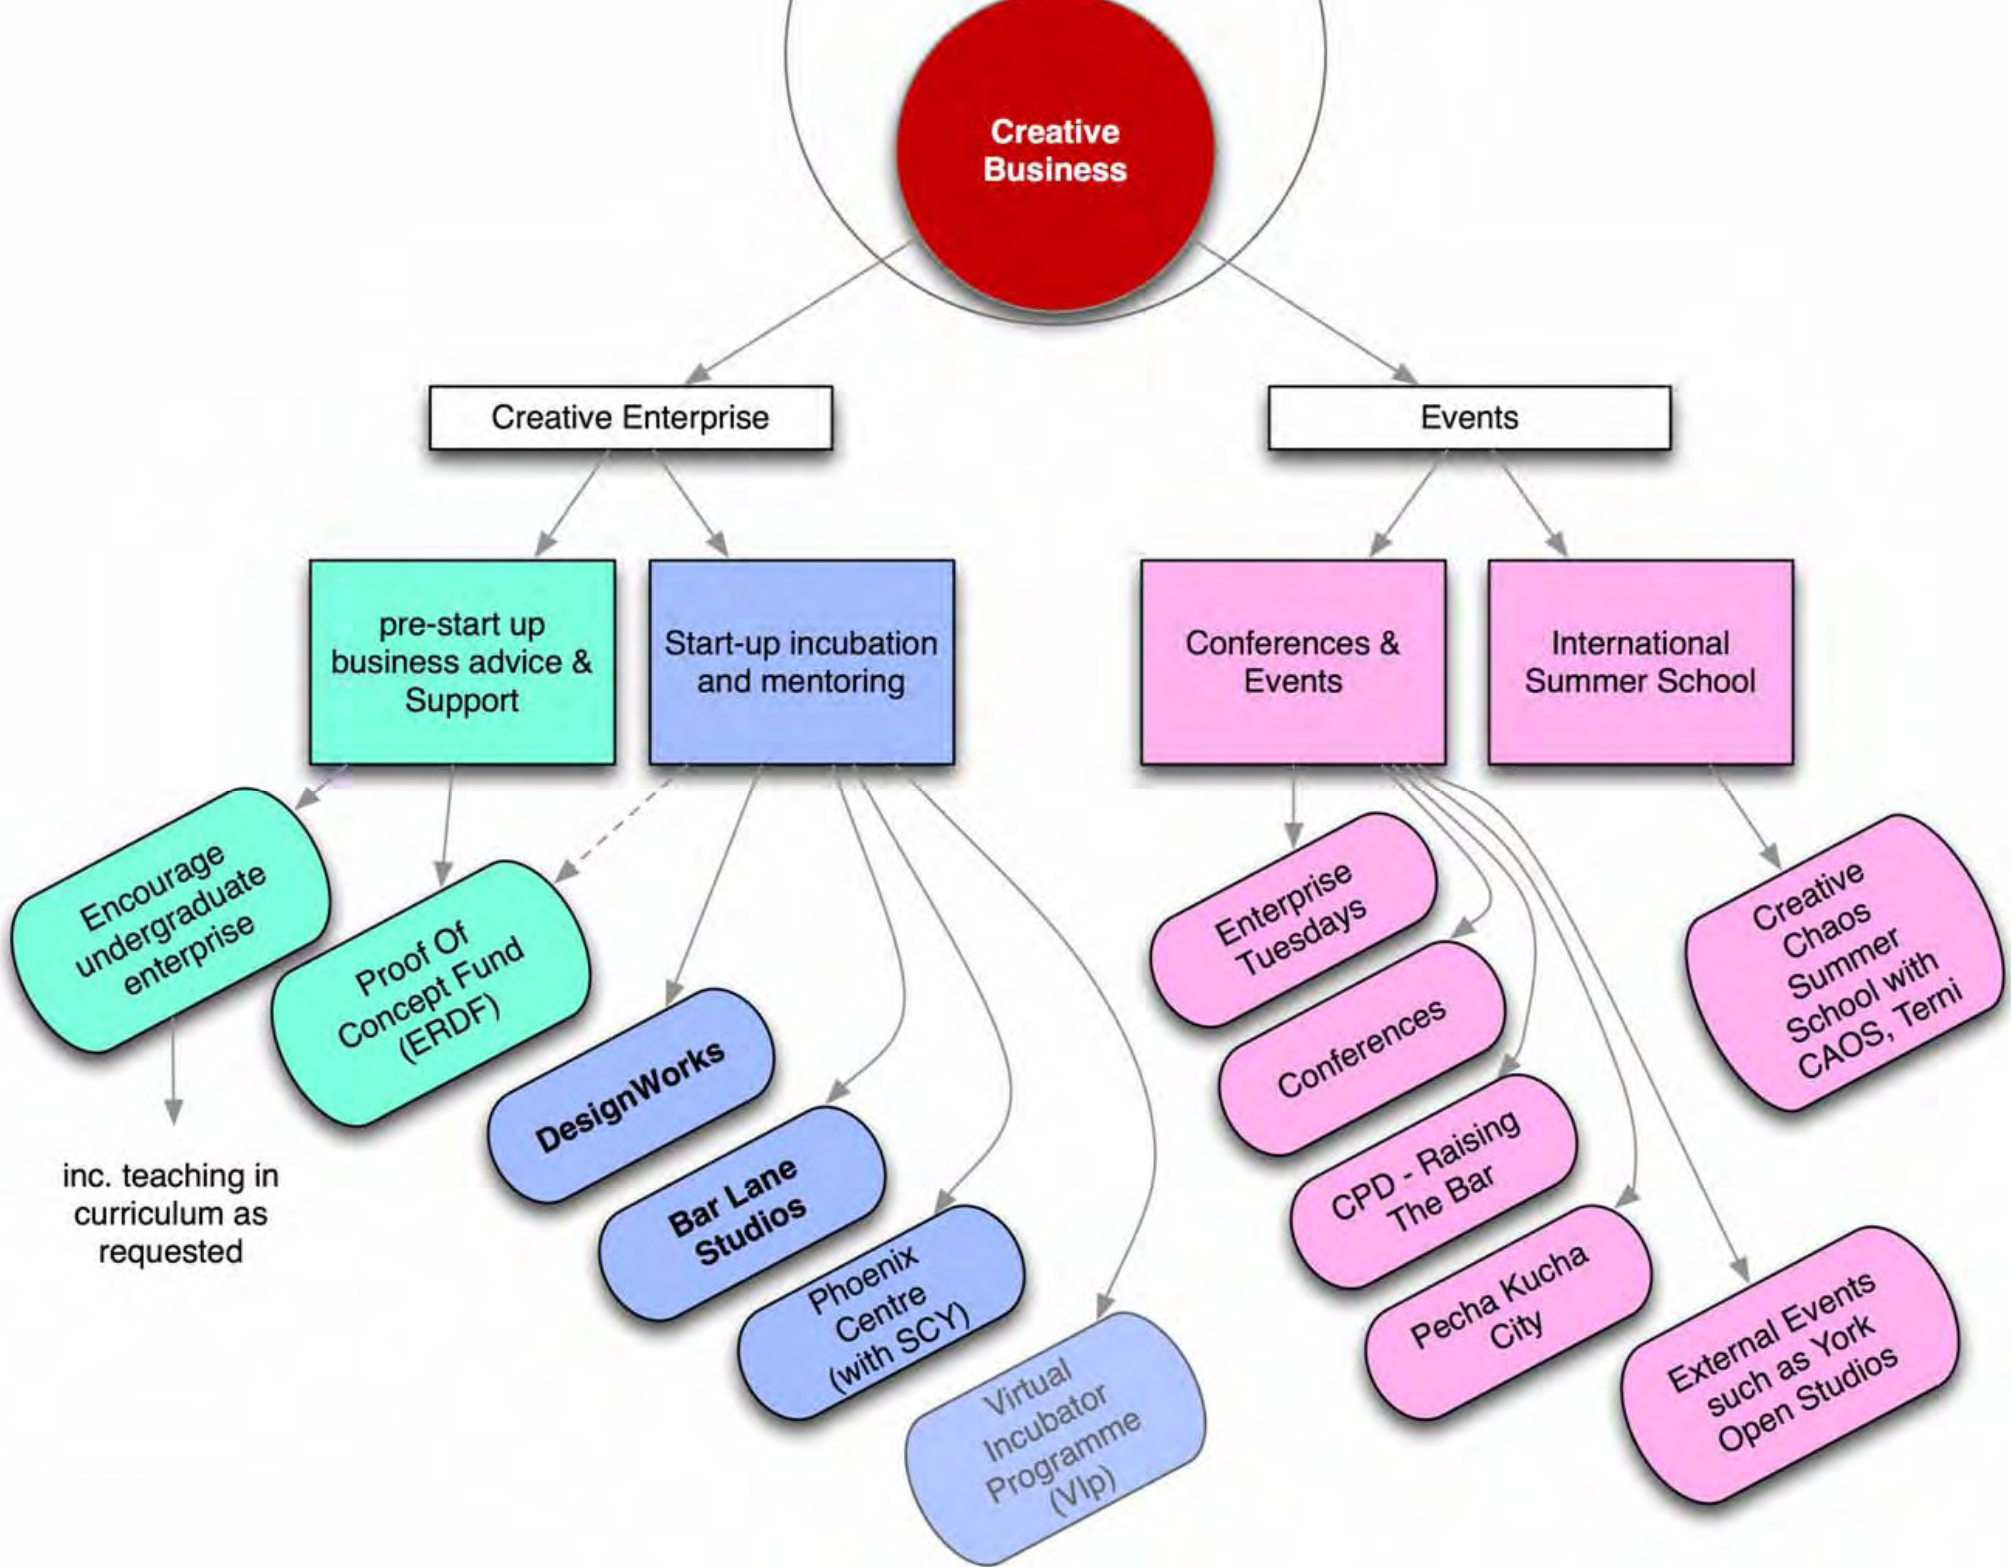 Creative
Business
Creative Enterprise
Events
pre-start up
business advice &
Support
Start-up incubation
and mentoring
Conferences &
Events
International
Summer School
Encourage
undergraduate
enterprise
Proof Of
Concept Fund
(ERDF)
DesignWorks
Bar Lane
Studios
Phoenix
Centre
(with SCY)
Virtual
Incubator
Programme
(VIp)
Enterprise
Tuesdays
Conferences
CPD - Raising
The Bar
Pecha Kucha
City
External Events
such as York
Open Studios
Creative
Chaos
Summer
School with
CAOS, Terni
inc. teaching in
curriculum as
requested